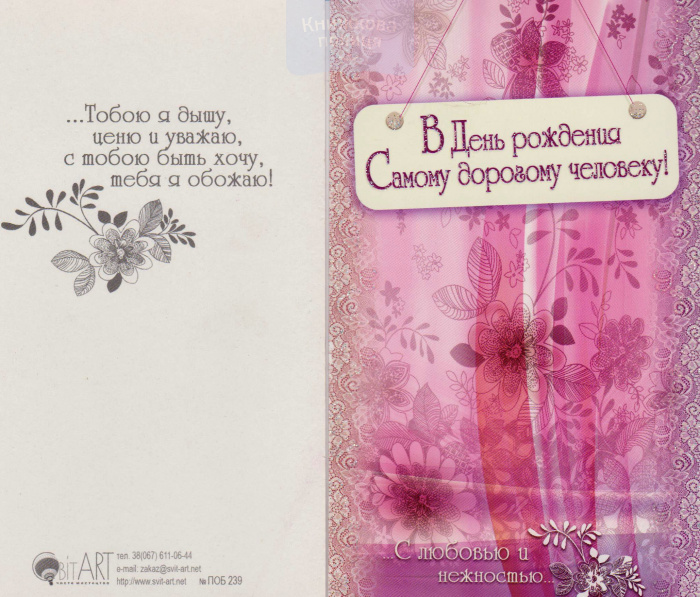 ...Тобою я дышу,
ценю и уважаю,
с тобою быть хочу,
тебя я обожаю!
SvitART
тел. 38(067) 611-06-44
e-mail: zakaz@svit-art.net
http://www.svit-art.net № ПОБ 239
В День рождения
Самому дорогому человеку!
...С любовью и
нежностью...